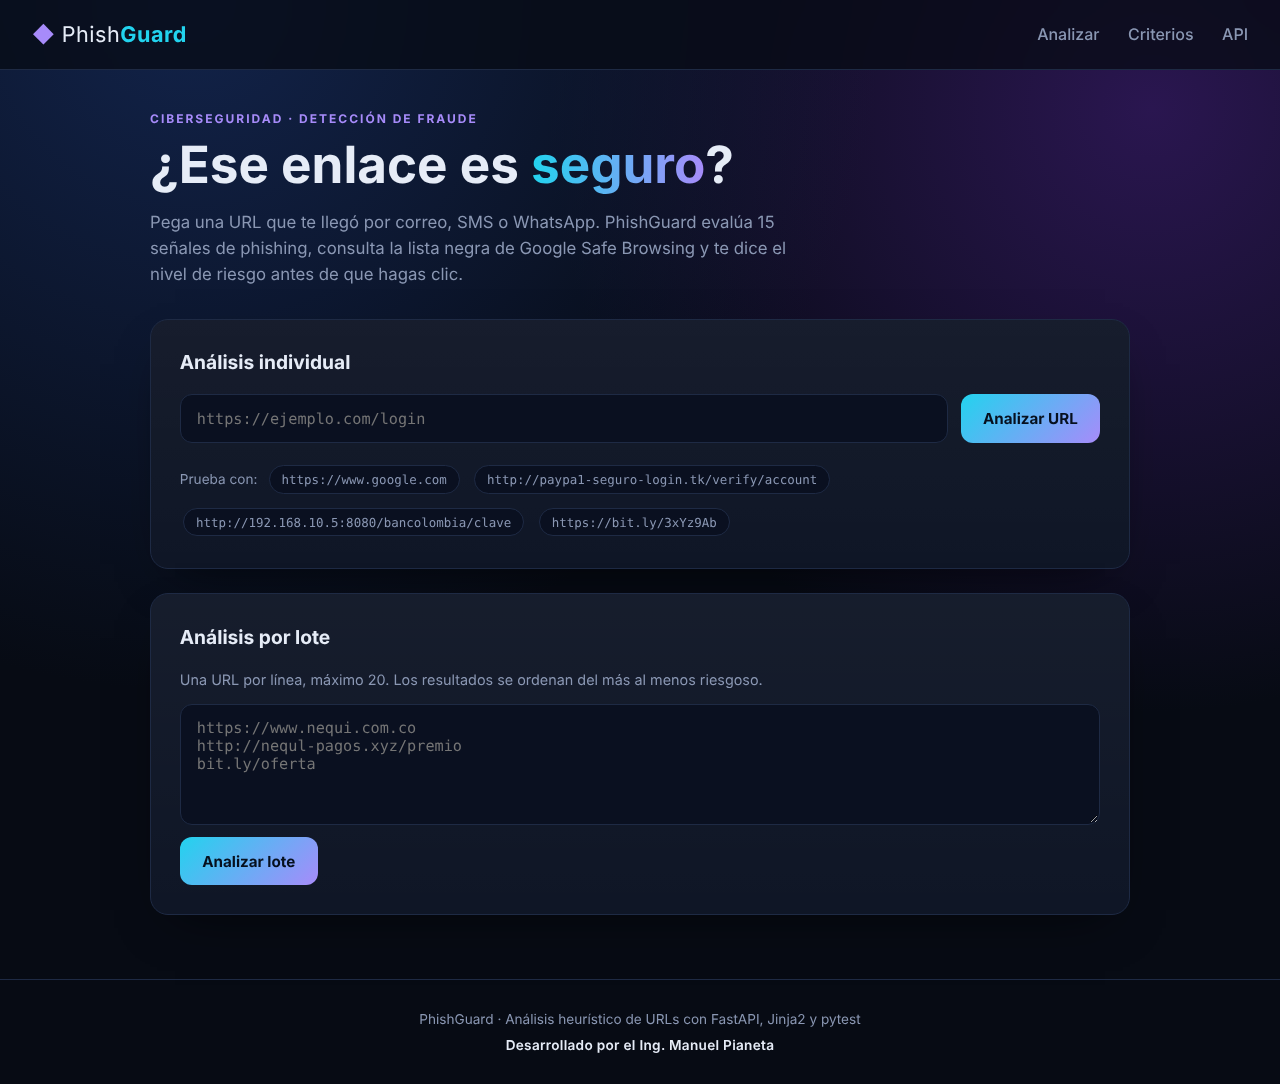 PhishGuard
Analizar
Criterios
API
CIBERSEGURIDAD · DETECCIÓN DE FRAUDE
¿Ese enlace es seguro?
Pega una URL que te llegó por correo, SMS o WhatsApp. PhishGuard evalúa 15
señales de phishing, consulta la lista negra de Google Safe Browsing y te dice el
nivel de riesgo antes de que hagas clic.
Análisis individual
https://ejemplo.com/login
Analizar URL
Prueba con:
https://www.google.com
http://paypa1-seguro-login.tk/verify/account
http://192.168.10.5:8080/bancolombia/clave
https://bit.ly/3xYz9Ab
Análisis por lote
Una URL por línea, máximo 20. Los resultados se ordenan del más al menos riesgoso.
https://www.nequi.com.co
http://nequl-pagos.xyz/premio
bit.ly/oferta
Analizar lote
PhishGuard · Análisis heurístico de URLs con FastAPI, Jinja2 y pytest
Desarrollado por el Ing. Manuel Pianeta